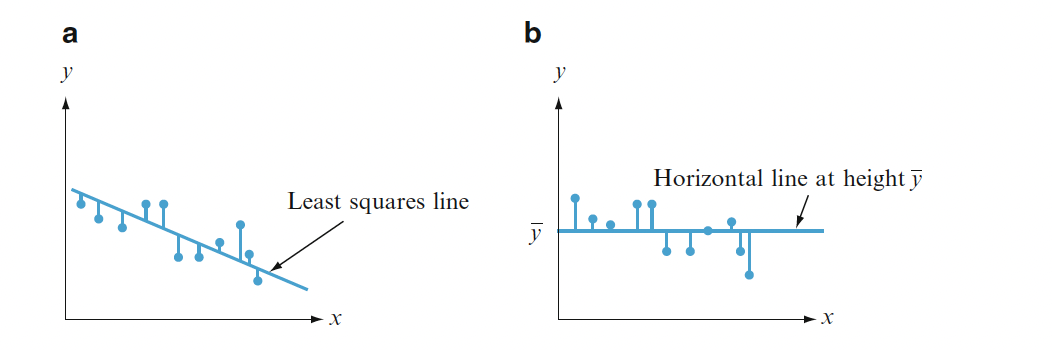 a
y
Least squares line
x
b
y
Horizontal line at height y̅
y̅
x